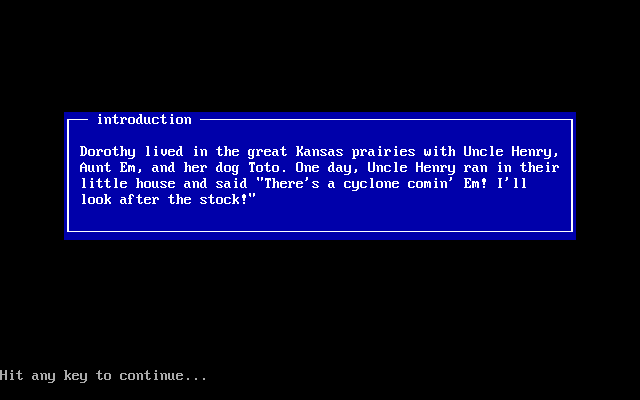 introduction
Dorothy lived in the great Kansas prairies with Uncle Henry,
Aunt Em, and her dog Toto. One day, Uncle Henry ran in their
little house and said "There's a cyclone comin' Em! I'll
look after the stock!"
Hit any key to continue...